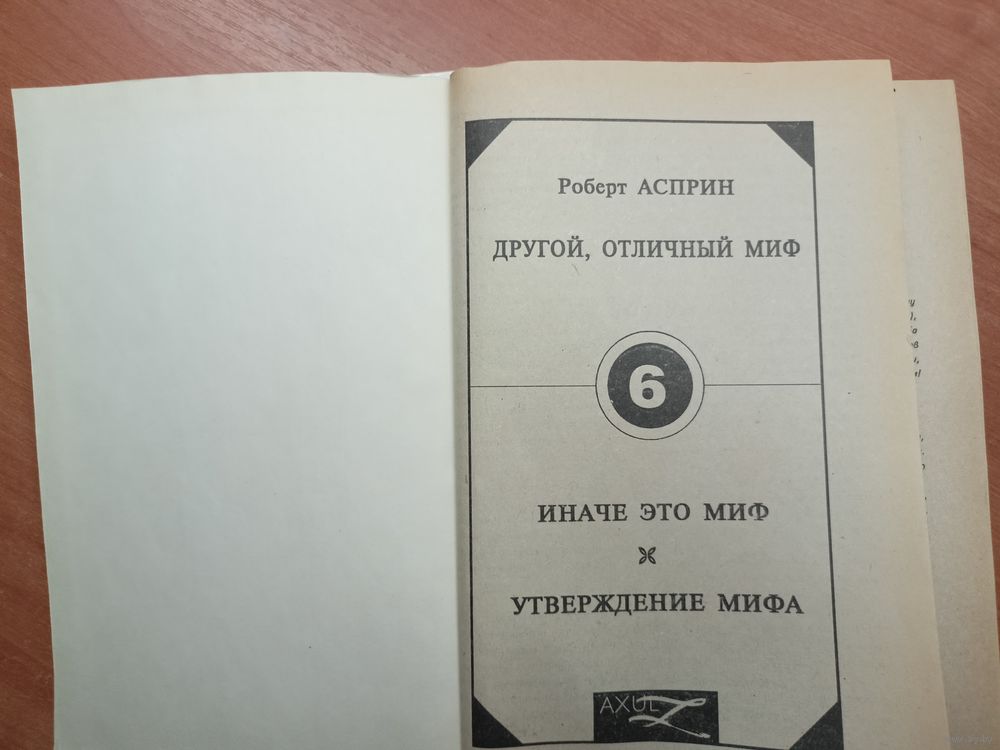 Роберт АСПРИН
ДРУГОЙ, ОТЛИЧНЫЙ МИФ
6
ИНАЧЕ ЭТО МИФ
УТВЕРЖДЕНИЕ МИФА
AXUL Z